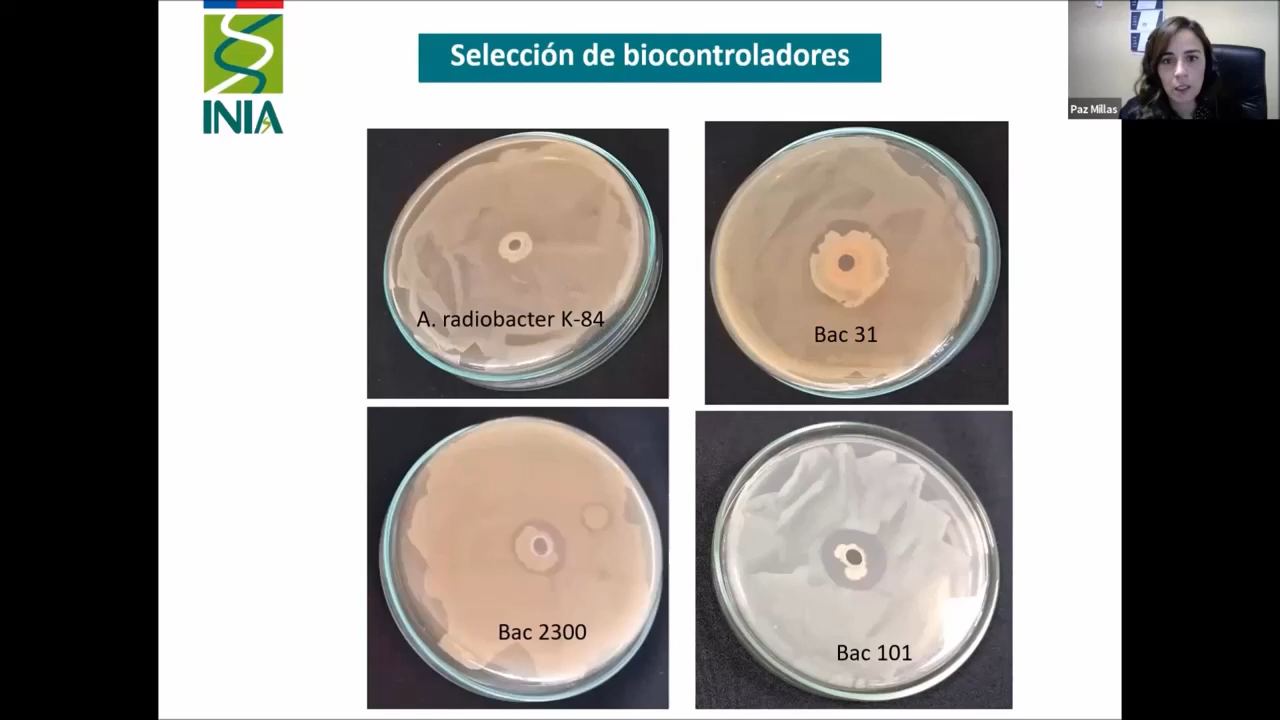 INIA
Selección de biocontroladores
Paz Millas
A. radiobacter K-84
Bac 31
Bac 2300
Bac 101